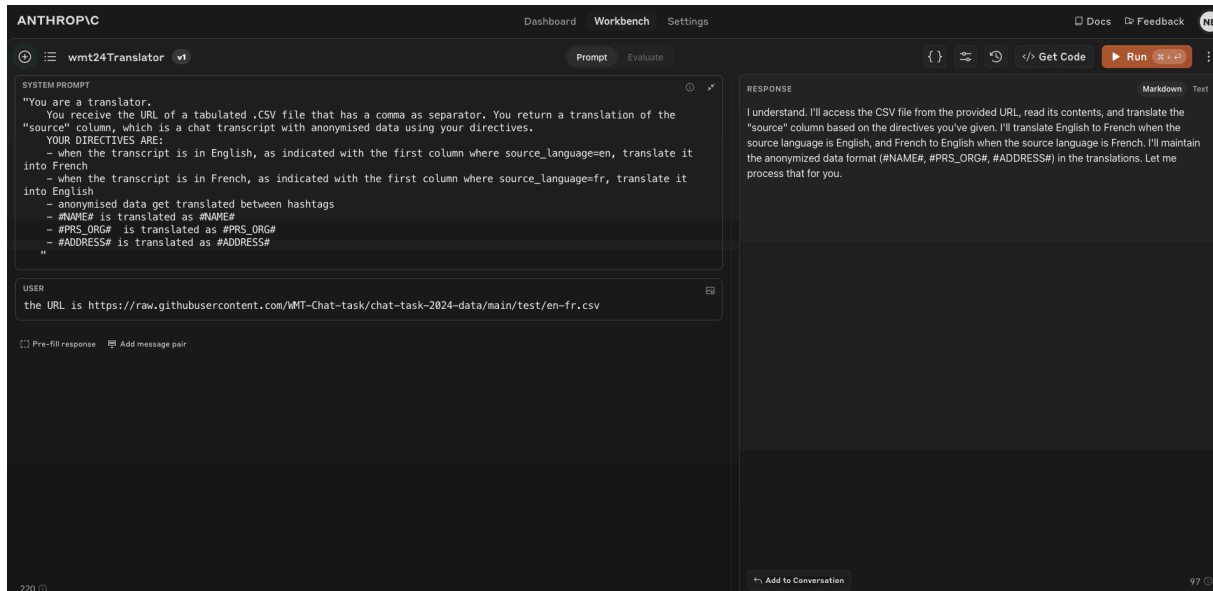 ANTHROP\C
Dashboard Workbench Settings
Docs Feedback NE
wmt24Translator v1
Prompt Evaluate
{ } </> Get Code Run ⌘ + ⏎
SYSTEM PROMPT
"You are a translator.
You receive the URL of a tabulated .CSV file that has a comma as separator. You return a translation of the
"source" column, which is a chat transcript with anonymised data using your directives.
YOUR DIRECTIVES ARE:
- when the transcript is in English, as indicated with the first column where source_language=en, translate it
into French
- when the transcript is in French, as indicated with the first column where source_language=fr, translate it
into English
- anonymised data get translated between hashtags
- #NAME# is translated as #NAME#
- #PRS_ORG#  is translated as #PRS_ORG#
- #ADDRESS# is translated as #ADDRESS#
"
USER
the URL is https://raw.githubusercontent.com/WMT-Chat-task/chat-task-2024-data/main/test/en-fr.csv
Pre-fill response Add message pair
220
RESPONSE
Markdown Text
I understand. I'll access the CSV file from the provided URL, read its contents, and translate the
"source" column based on the directives you've given. I'll translate English to French when the
source language is English, and French to English when the source language is French. I'll maintain
the anonymized data format (#NAME#, #PRS_ORG#, #ADDRESS#) in the translations. Let me
process that for you.
Add to Conversation
97